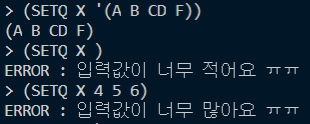 > (SETQ X '(A B CD F))
(A B CD F)
> (SETQ X )
ERROR : 입력값이 너무 적어요 ㅠㅠ
> (SETQ X 4 5 6)
ERROR : 입력값이 너무 많아요 ㅠㅠ